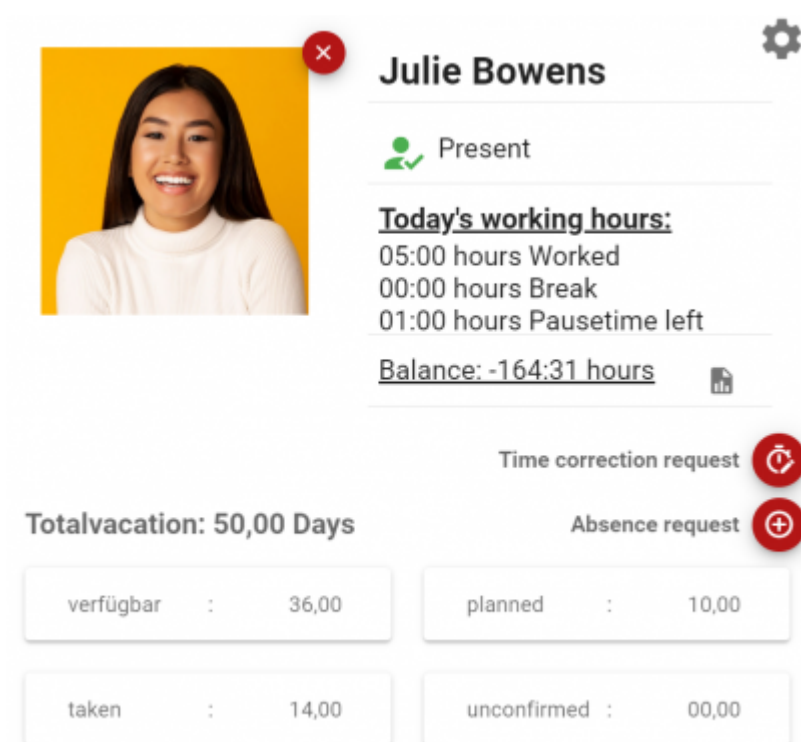 Julie Bowens
Present
Today's working hours:
05:00 hours Worked
00:00 hours Break
01:00 hours Pausetime left
Balance: -164:31 hours
Time correction request
Totalvacation: 50,00 Days
Absence request
verfügbar : 36,00
planned : 10,00
taken : 14,00
unconfirmed : 00,00